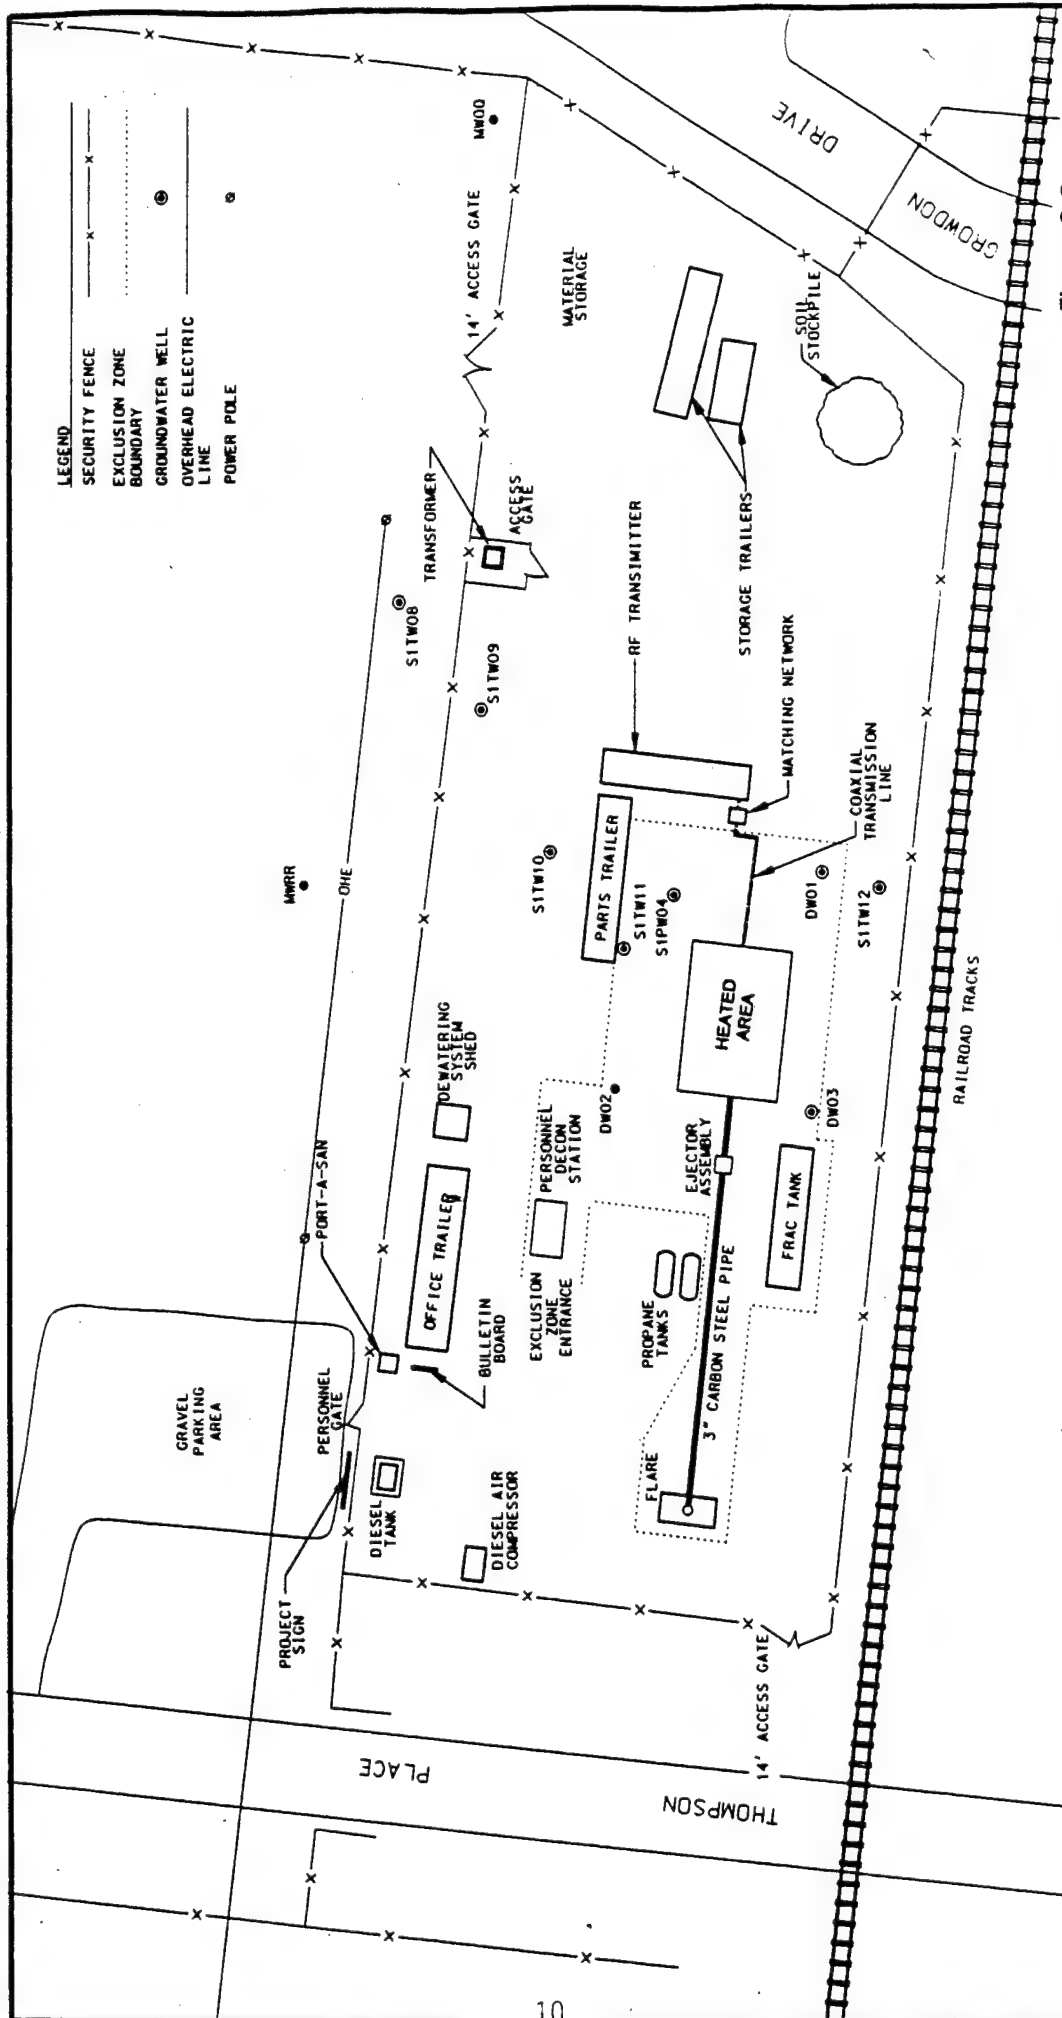 LEGEND
SECURITY FENCE
EXCLUSION ZONE
BOUNDARY
GROUNDWATER WELL
OVERHEAD ELECTRIC
LINE
POWER POLE
MWQQ
14' ACCESS GATE
MATERIAL
STORAGE
DRIVE
GROWDON
SOIL
STOCKPILE
STORAGE TRAILERS
TRANSFORMER
ACCESS
GATE
S1TW08
S1TW09
RF TRANSIMITTER
MATCHING NETWORK
COAXIAL
TRANSMISSION
LINE
MWRR
OHE
S1TW10
PARTS TRAILER
S1TW11
S1PW04
DW01
S1TW12
HEATED
AREA
RAILROAD TRACKS
DEWATERING
SYSTEM
SHED
DW02
DW03
PERSONNEL
DECON
STATION
EJECTOR
ASSEMBLY
FRAC TANK
PORT-A-SAN
OFFICE TRAILER
BULLETIN
BOARD
EXCLUSION
ZONE
ENTRANCE
PROPANE
TANKS
3" CARBON STEEL PIPE
GRAVEL
PARKING
AREA
PERSONNEL
GATE
FLARE
DIESEL
TANK
DIESEL AIR
COMPRESSOR
PROJECT
SIGN
14' ACCESS GATE
PLACE
THOMPSON
10